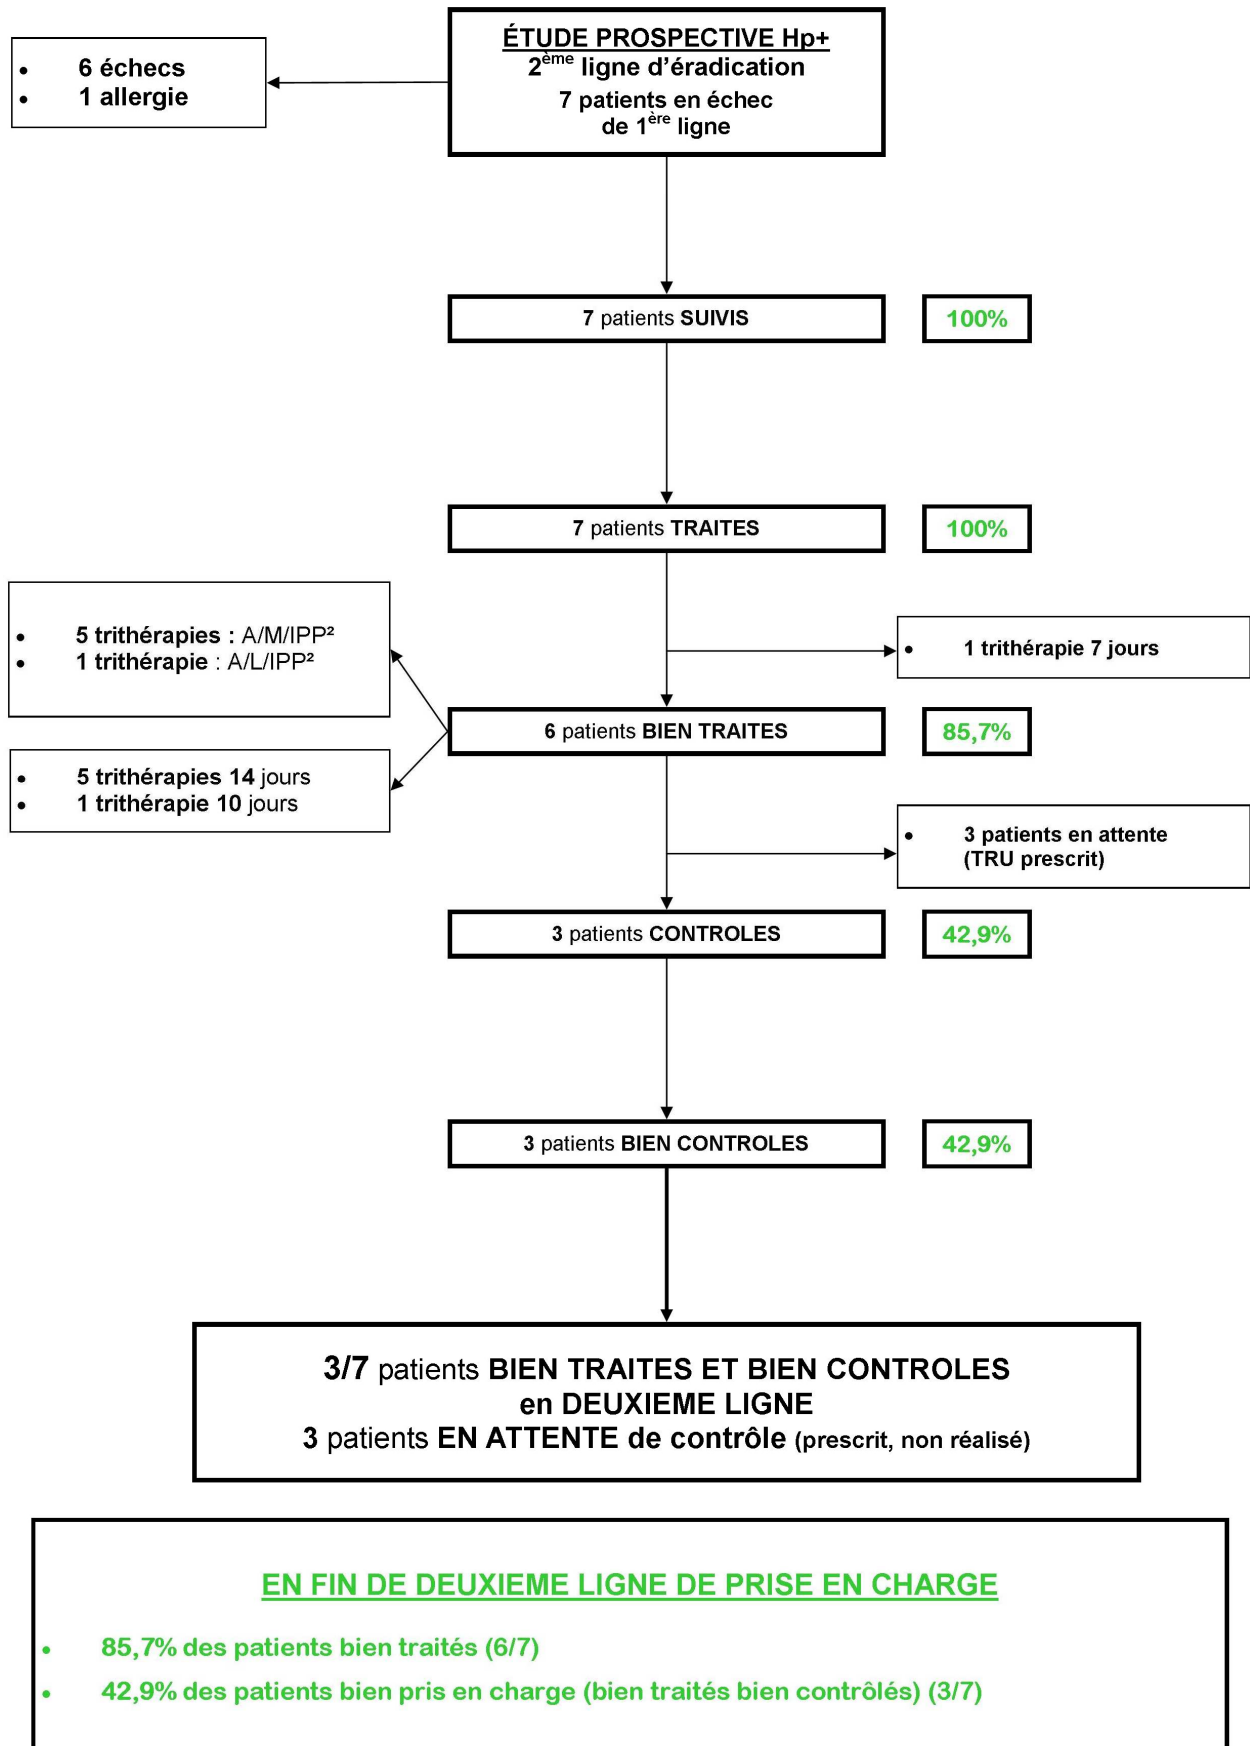 ÉTUDE PROSPECTIVE Hp+
2ème ligne d'éradication
7 patients en échec
de 1ère ligne
• 6 échecs
• 1 allergie
7 patients SUIVIS
100%
7 patients TRAITES
100%
• 5 trithérapies : A/M/IPP²
• 1 trithérapie : A/L/IPP²
• 1 trithérapie 7 jours
6 patients BIEN TRAITES
85,7%
• 5 trithérapies 14 jours
• 1 trithérapie 10 jours
• 3 patients en attente
(TRU prescrit)
3 patients CONTROLES
42,9%
3 patients BIEN CONTROLES
42,9%
3/7 patients BIEN TRAITES ET BIEN CONTROLES
en DEUXIEME LIGNE
3 patients EN ATTENTE de contrôle (prescrit, non réalisé)
EN FIN DE DEUXIEME LIGNE DE PRISE EN CHARGE
• 85,7% des patients bien traités (6/7)
• 42,9% des patients bien pris en charge (bien traités bien contrôlés) (3/7)